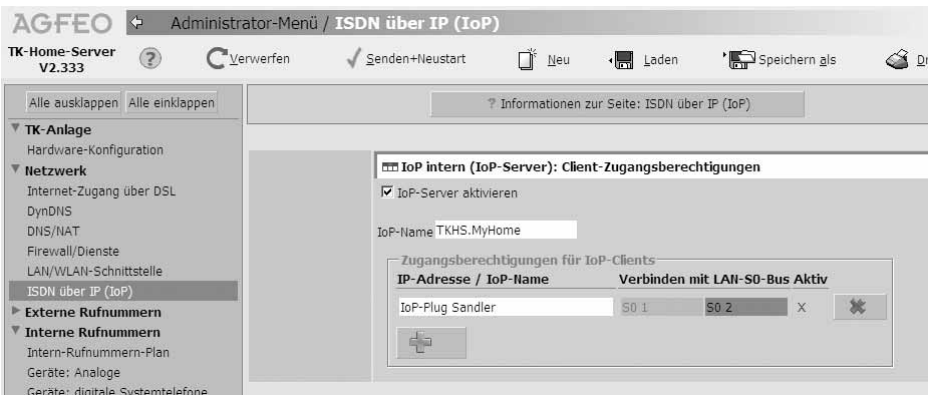 AGFEO Administrator-Menü / ISDN über IP (IoP)
TK-Home-Server
V2.333
? Verwerfen Senden+Neustart Neu Laden Speichern als
Alle ausklappen Alle einklappen
? Informationen zur Seite: ISDN über IP (IoP)
TK-Anlage
Hardware-Konfiguration
Netzwerk
Internet-Zugang über DSL
DynDNS
DNS/NAT
Firewall/Dienste
LAN/WLAN-Schnittstelle
ISDN über IP (IoP)
Externe Rufnummern
Interne Rufnummern
Intern-Rufnummern-Plan
Geräte: Analoge
Geräte: digitale Systemtelefone
IoP intern (IoP-Server): Client-Zugangsberechtigungen
IoP-Server aktivieren
IoP-Name TKHS.MyHome
Zugangsberechtigungen für IoP-Clients
IP-Adresse / IoP-Name Verbinden mit LAN-S0-Bus Aktiv
IoP-Plug Sandler S0 1 S0 2 X